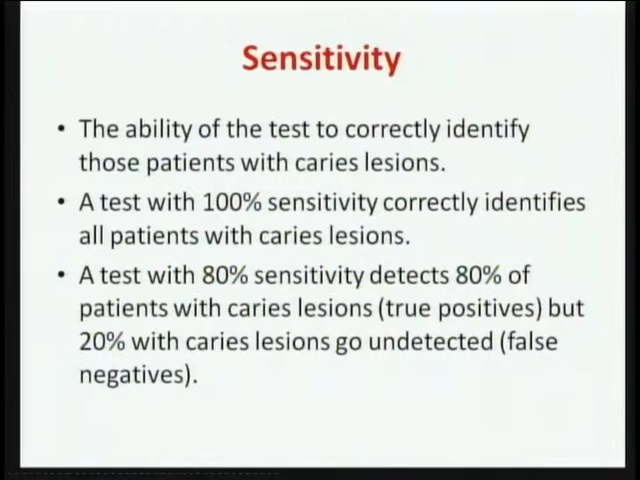 Sensitivity
• The ability of the test to correctly identify
those patients with caries lesions.
• A test with 100% sensitivity correctly identifies
all patients with caries lesions.
• A test with 80% sensitivity detects 80% of
patients with caries lesions (true positives) but
20% with caries lesions go undetected (false
negatives).